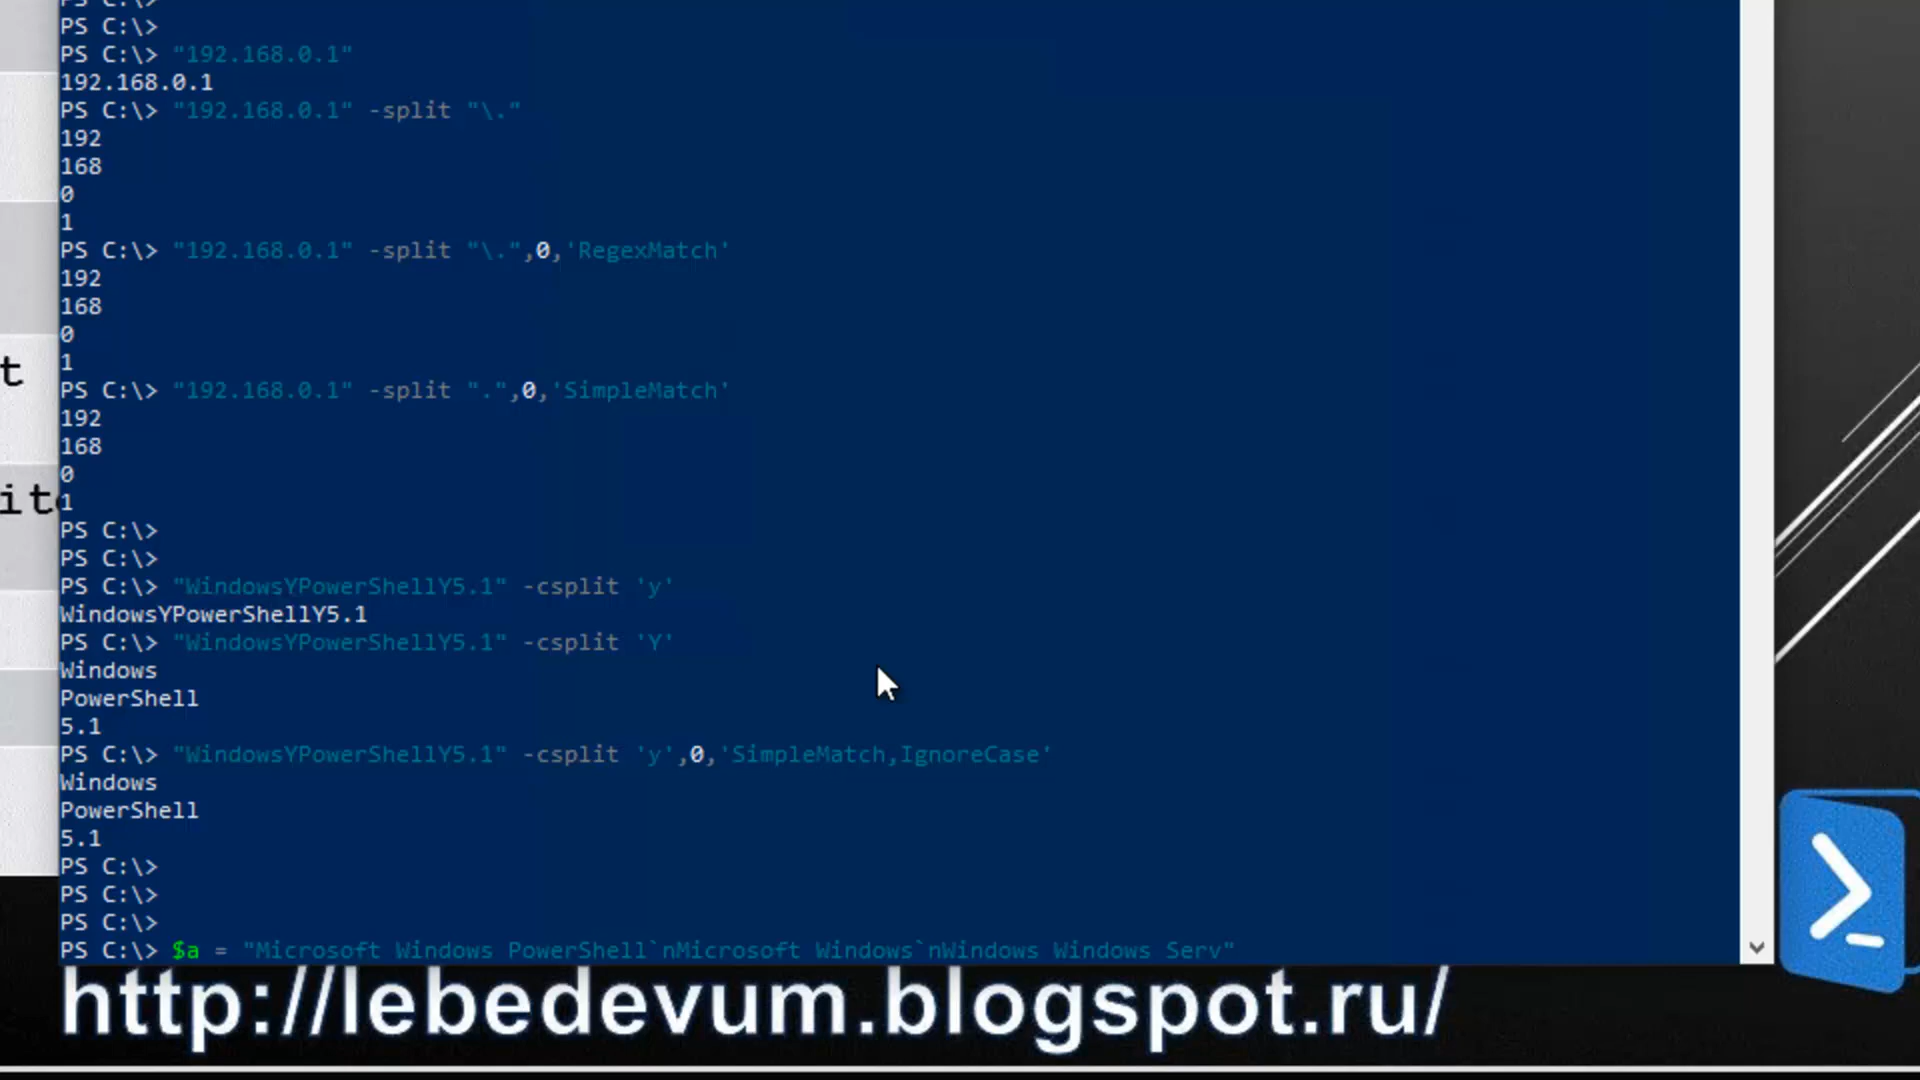 PS C:\>
PS C:\>
PS C:\> "192.168.0.1"
192.168.0.1
PS C:\> "192.168.0.1" -split "\."
192
168
0
1
PS C:\> "192.168.0.1" -split "\.",0,'RegexMatch'
192
168
0
1
PS C:\> "192.168.0.1" -split ".",0,'SimpleMatch'
192
168
0
1
PS C:\>
PS C:\>
PS C:\> "WindowsYPowerShellY5.1" -csplit 'y'
WindowsYPowerShellY5.1
PS C:\> "WindowsYPowerShellY5.1" -csplit 'Y'
Windows
PowerShell
5.1
PS C:\> "WindowsYPowerShellY5.1" -csplit 'y',0,'SimpleMatch,IgnoreCase'
Windows
PowerShell
5.1
PS C:\>
PS C:\>
PS C:\>
PS C:\> $a = "Microsoft Windows PowerShell`nMicrosoft Windows`nWindows Windows Serv"
http://lebedevum.blogspot.ru/